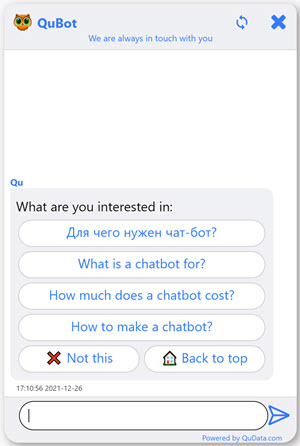 QuBot
We are always in touch with you
Qu
What are you interested in:
Для чего нужен чат-бот?
What is a chatbot for?
How much does a chatbot cost?
How to make a chatbot?
Not this
Back to top
17:10:56 2021-12-26
Powered by QuData.com